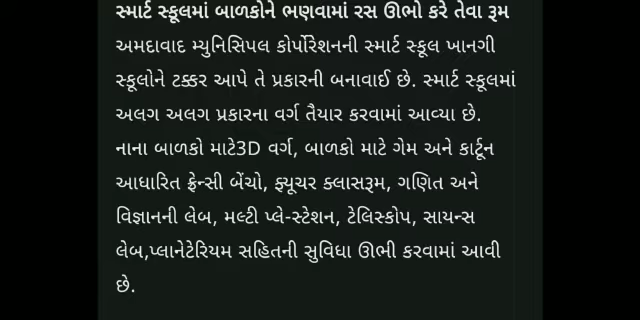 સ્માર્ટ સ્કૂલમાં બાળકોને ભણવામાં રસ ઊભો કરે તેવા રૂમ
અમદાવાદ મ્યુનિસિપલ કોર્પોરેશનની સ્માર્ટ સ્કૂલ ખાનગી
સ્કૂલોને ટક્કર આપે તે પ્રકારની બનાવાઈ છે. સ્માર્ટ સ્કૂલમાં
અલગ અલગ પ્રકારના વર્ગ તૈયાર કરવામાં આવ્યા છે.
નાના બાળકો માટે3D વર્ગ, બાળકો માટે ગેમ અને કાર્ટૂન
આધારિત ફ્રેન્સી બેંચો, ફ્યૂચર ક્લાસરૂમ, ગણિત અને
વિજ્ઞાનની લેબ, મલ્ટી પ્લે-સ્ટેશન, ટેલિસ્કોપ, સાયન્સ
લેબ,પ્લાનેટેરિયમ સહિતની સુવિધા ઊભી કરવામાં આવી
છે.